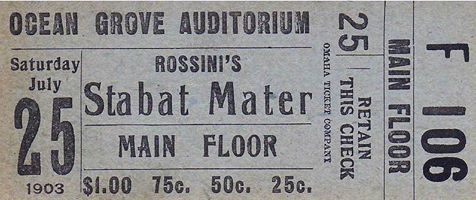 OCEAN GROVE AUDITORIUM
Saturday
July
25
1903
ROSSINI'S
Stabat Mater
MAIN FLOOR
$1.00 75c. 50c. 25c.
25
OMAHA TICKET COMPANY
RETAIN
THIS CHECK
MAIN FLOOR
F 106